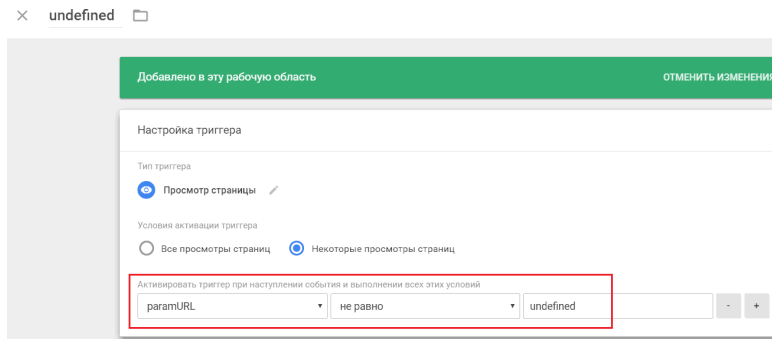 undefined
Добавлено в эту рабочую область ОТМЕНИТЬ ИЗМЕНЕНИЯ
Настройка триггера
Тип триггера
Просмотр страницы
Условия активации триггера
Все просмотры страниц Некоторые просмотры страниц
Активировать триггер при наступлении события и выполнении всех этих условий
paramURL не равно undefined - +